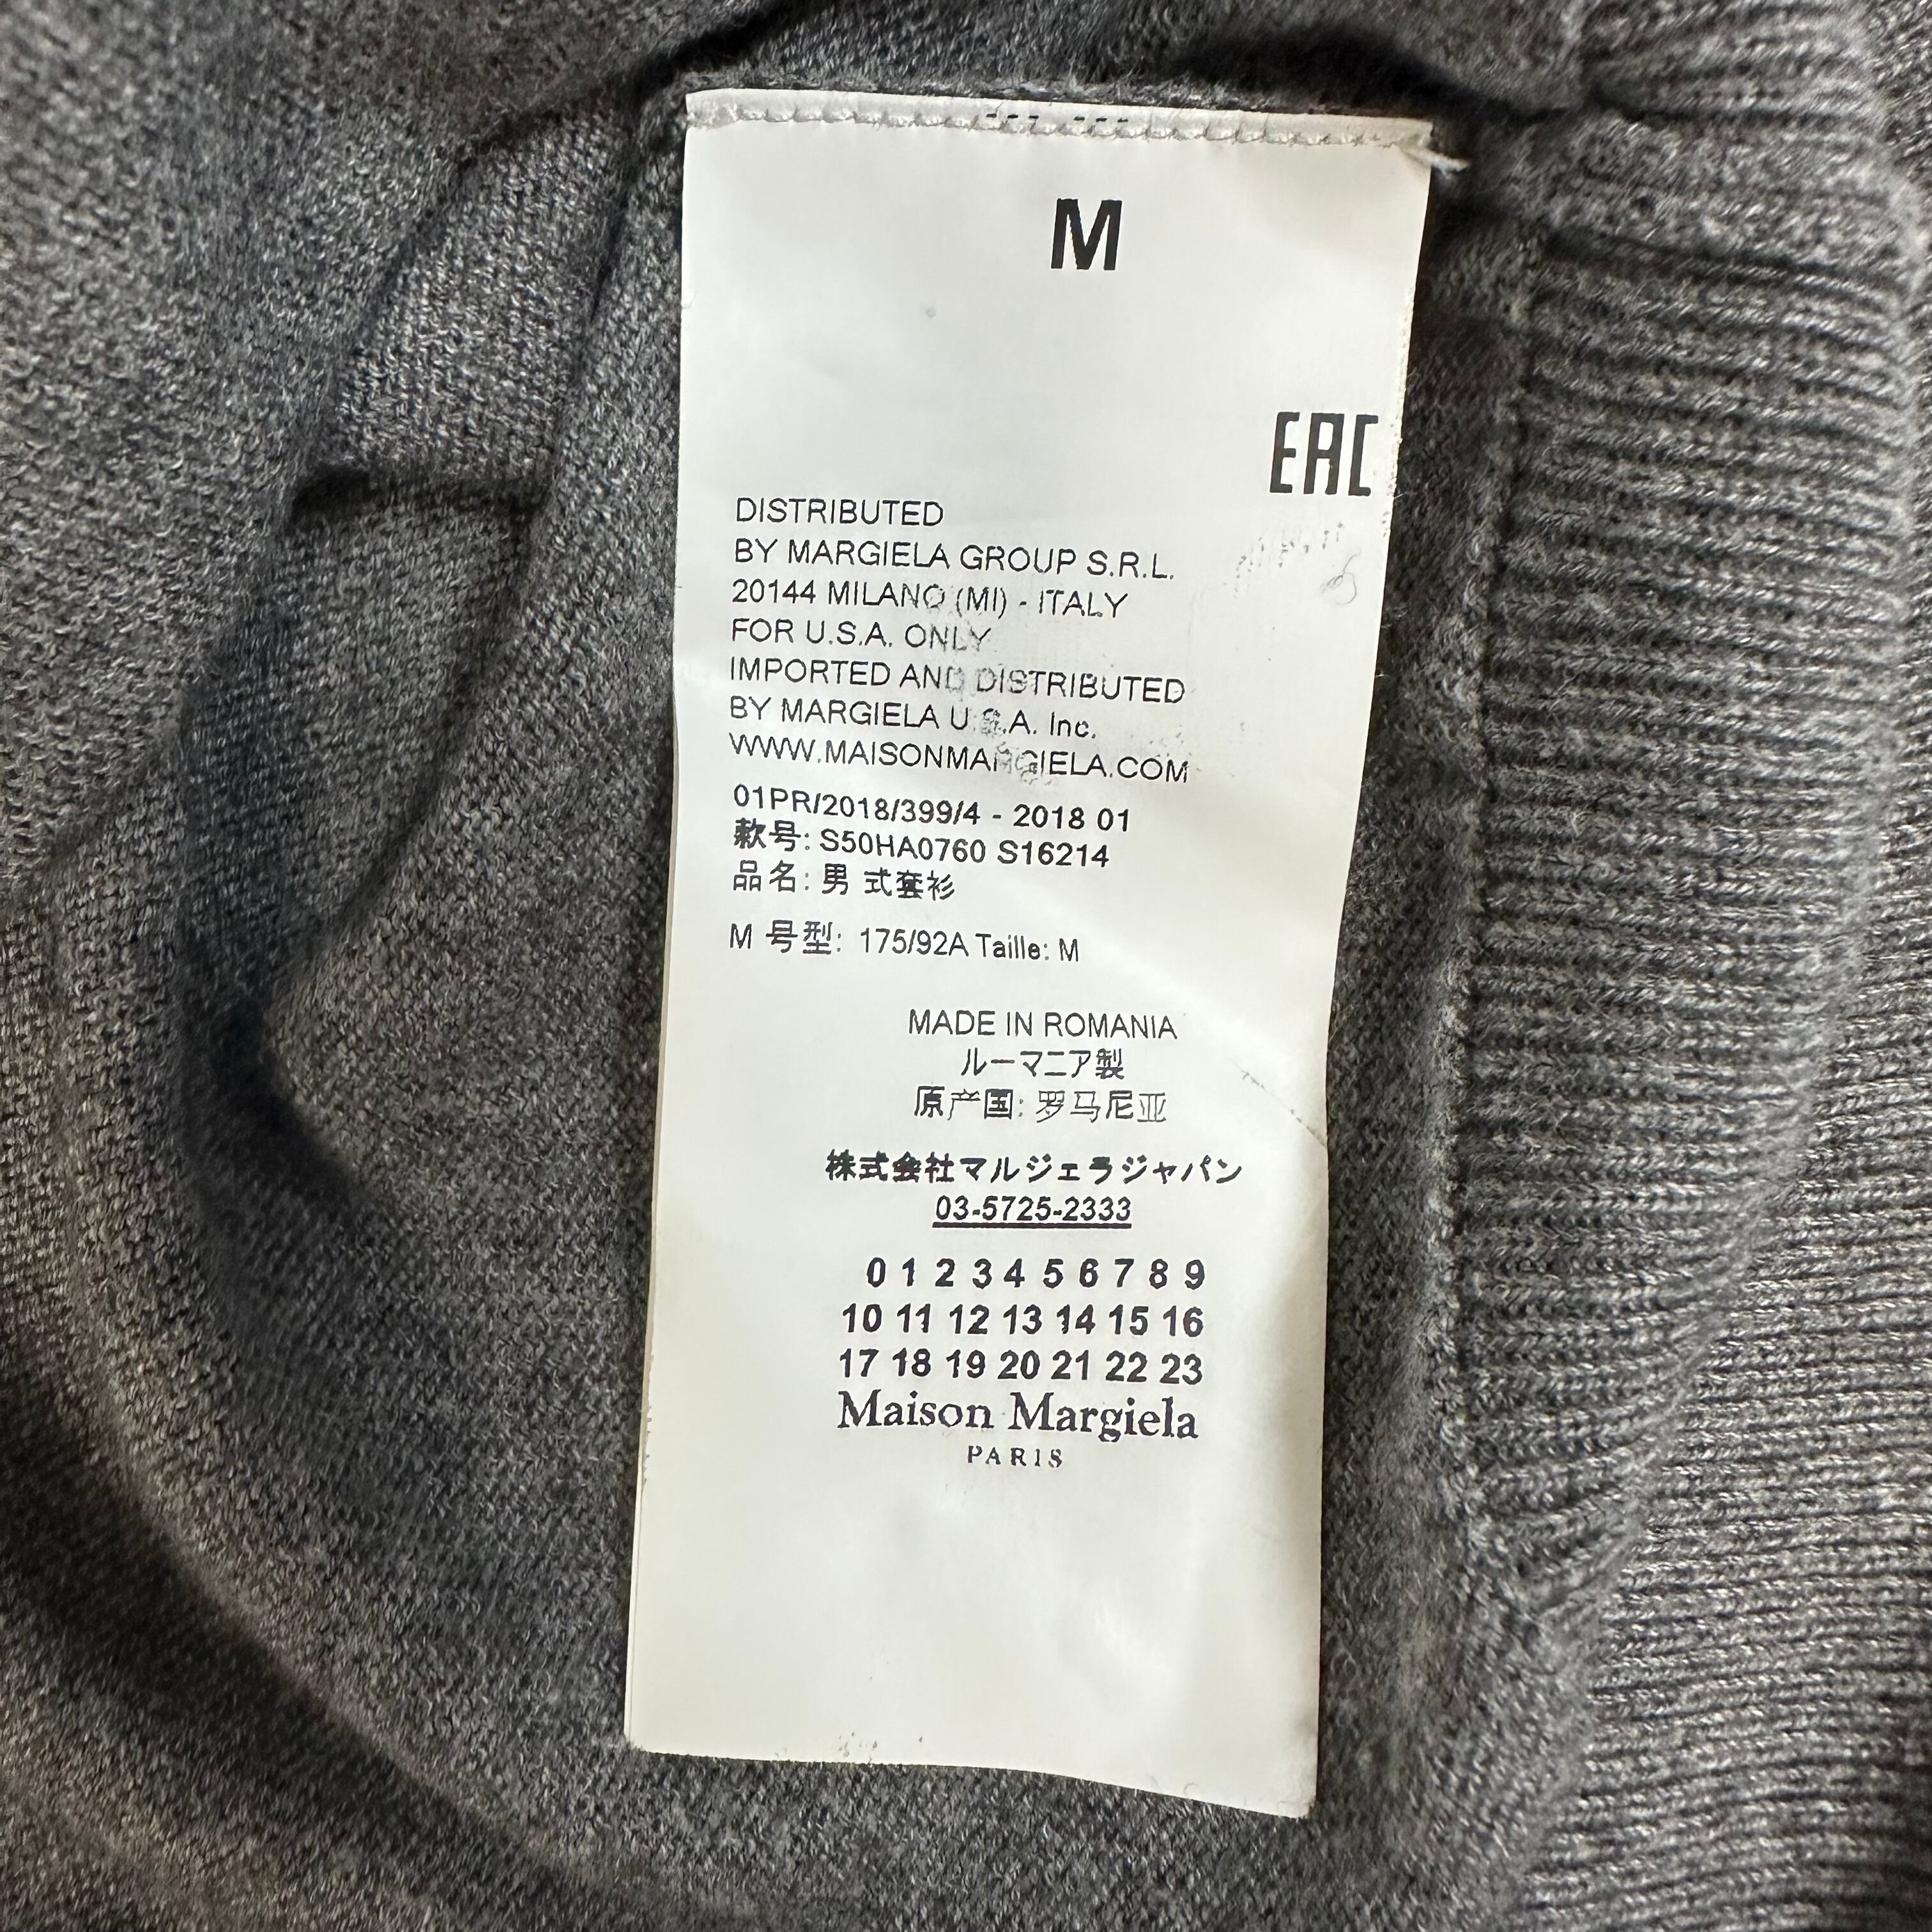 M
EAC
DISTRIBUTED
BY MARGIELA GROUP S.R.L.
20144 MILANO (MI) - ITALY
FOR U.S.A. ONLY
IMPORTED AND DISTRIBUTED
BY MARGIELA U.S.A. Inc.
WWW.MAISONMARGIELA.COM
01PR/2018/399/4 - 2018 01
款号: S50HA0760 S16214
品名: 男 式套衫
M 号型: 175/92A Taille: M
MADE IN ROMANIA
ルーマニア製
原产国: 罗马尼亚
株式会社マルジェラジャパン
03-5725-2333
0 1 2 3 4 5 6 7 8 9
10 11 12 13 14 15 16
17 18 19 20 21 22 23
Maison Margiela
PARIS